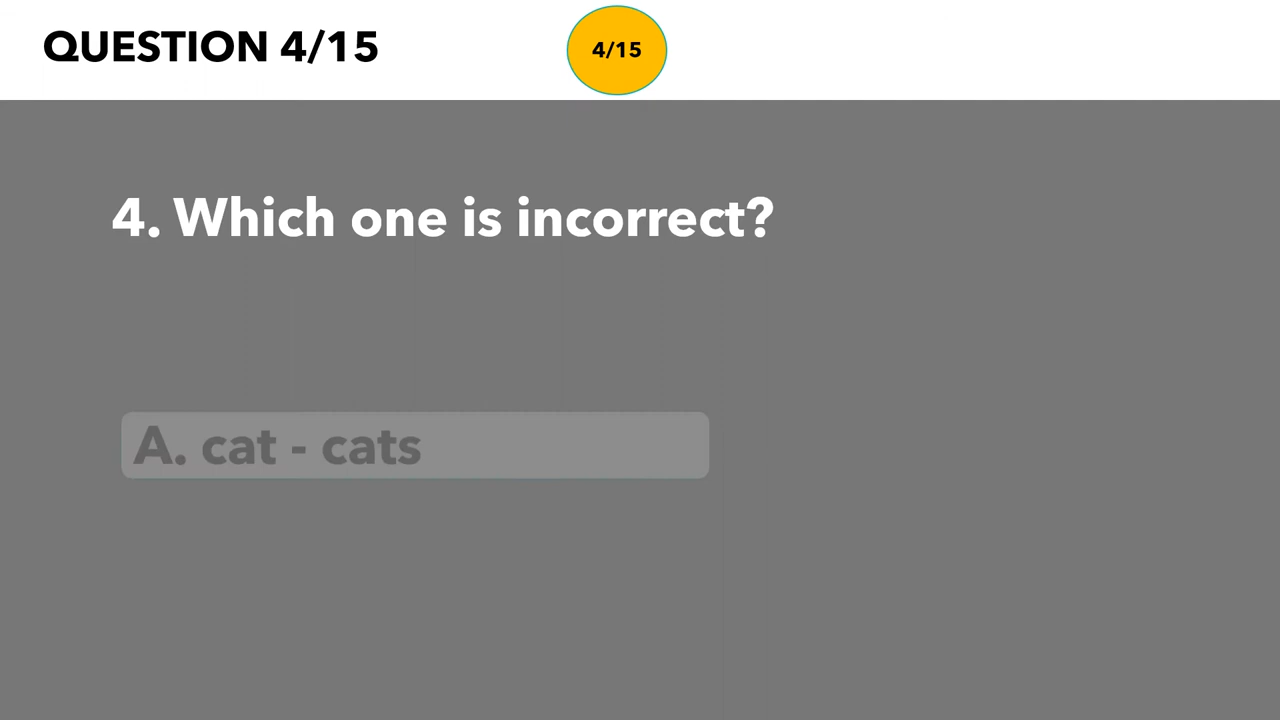 QUESTION 4/15
4/15
4. Which one is incorrect?
A. cat - cats